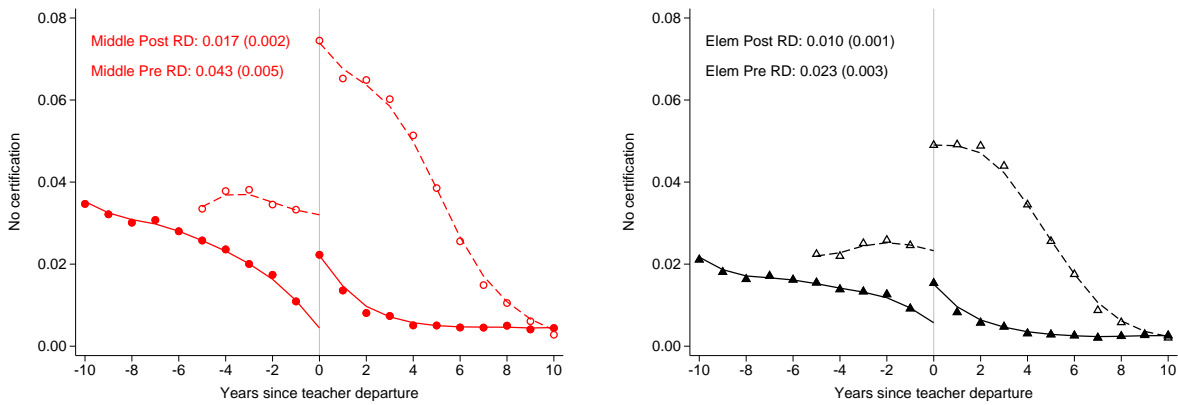 No certification
0.08
0.06
0.04
0.02
0.00
Middle Post RD: 0.017 (0.002)
Middle Pre RD: 0.043 (0.005)
-10 -8 -6 -4 -2 0 2 4 6 8 10
Years since teacher departure
No certification
0.08
0.06
0.04
0.02
0.00
Elem Post RD: 0.010 (0.001)
Elem Pre RD: 0.023 (0.003)
-10 -8 -6 -4 -2 0 2 4 6 8 10
Years since teacher departure